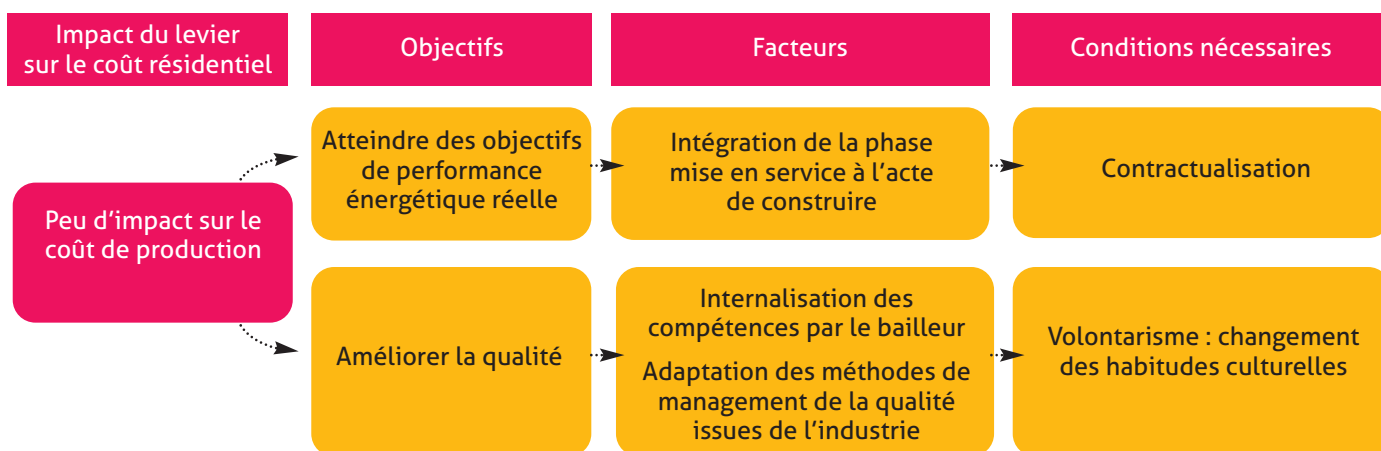 Impact du levier
sur le coût résidentiel
Objectifs
Facteurs
Conditions nécessaires
Peu d’impact sur le
coût de production
Atteindre des objectifs
de performance
énergétique réelle
Intégration de la phase
mise en service à l’acte
de construire
Contractualisation
Améliorer la qualité
Internalisation des
compétences par le bailleur
Adaptation des méthodes de
management de la qualité
issues de l’industrie
Volontarisme : changement
des habitudes culturelles